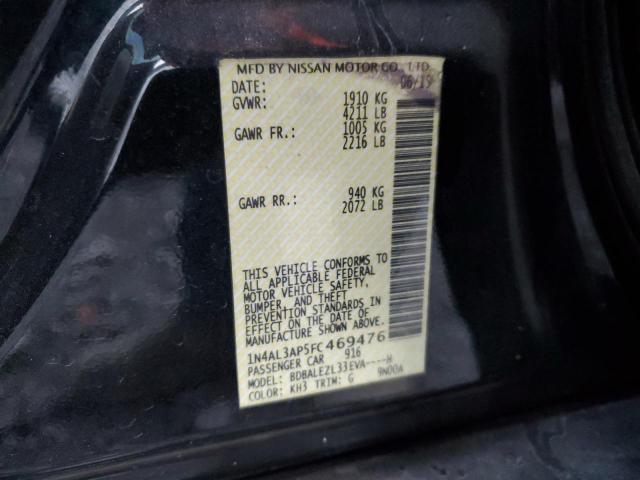 MFD BY NISSAN MOTOR CO., LTD.
DATE: 06/15
GVWR: 1910 KG
4211 LB
GAWR FR.: 1005 KG
2216 LB
GAWR RR.: 940 KG
2072 LB
THIS VEHICLE CONFORMS TO
ALL APPLICABLE FEDERAL
MOTOR VEHICLE SAFETY,
BUMPER, AND THEFT
PREVENTION STANDARDS IN
EFFECT ON THE DATE OF
MANUFACTURE SHOWN ABOVE.
1N4AL3AP5FC469476
PASSENGER CAR 916
MODEL: BDBALEZL33EVA----H
COLOR: KH3 TRIM: G 9N00A